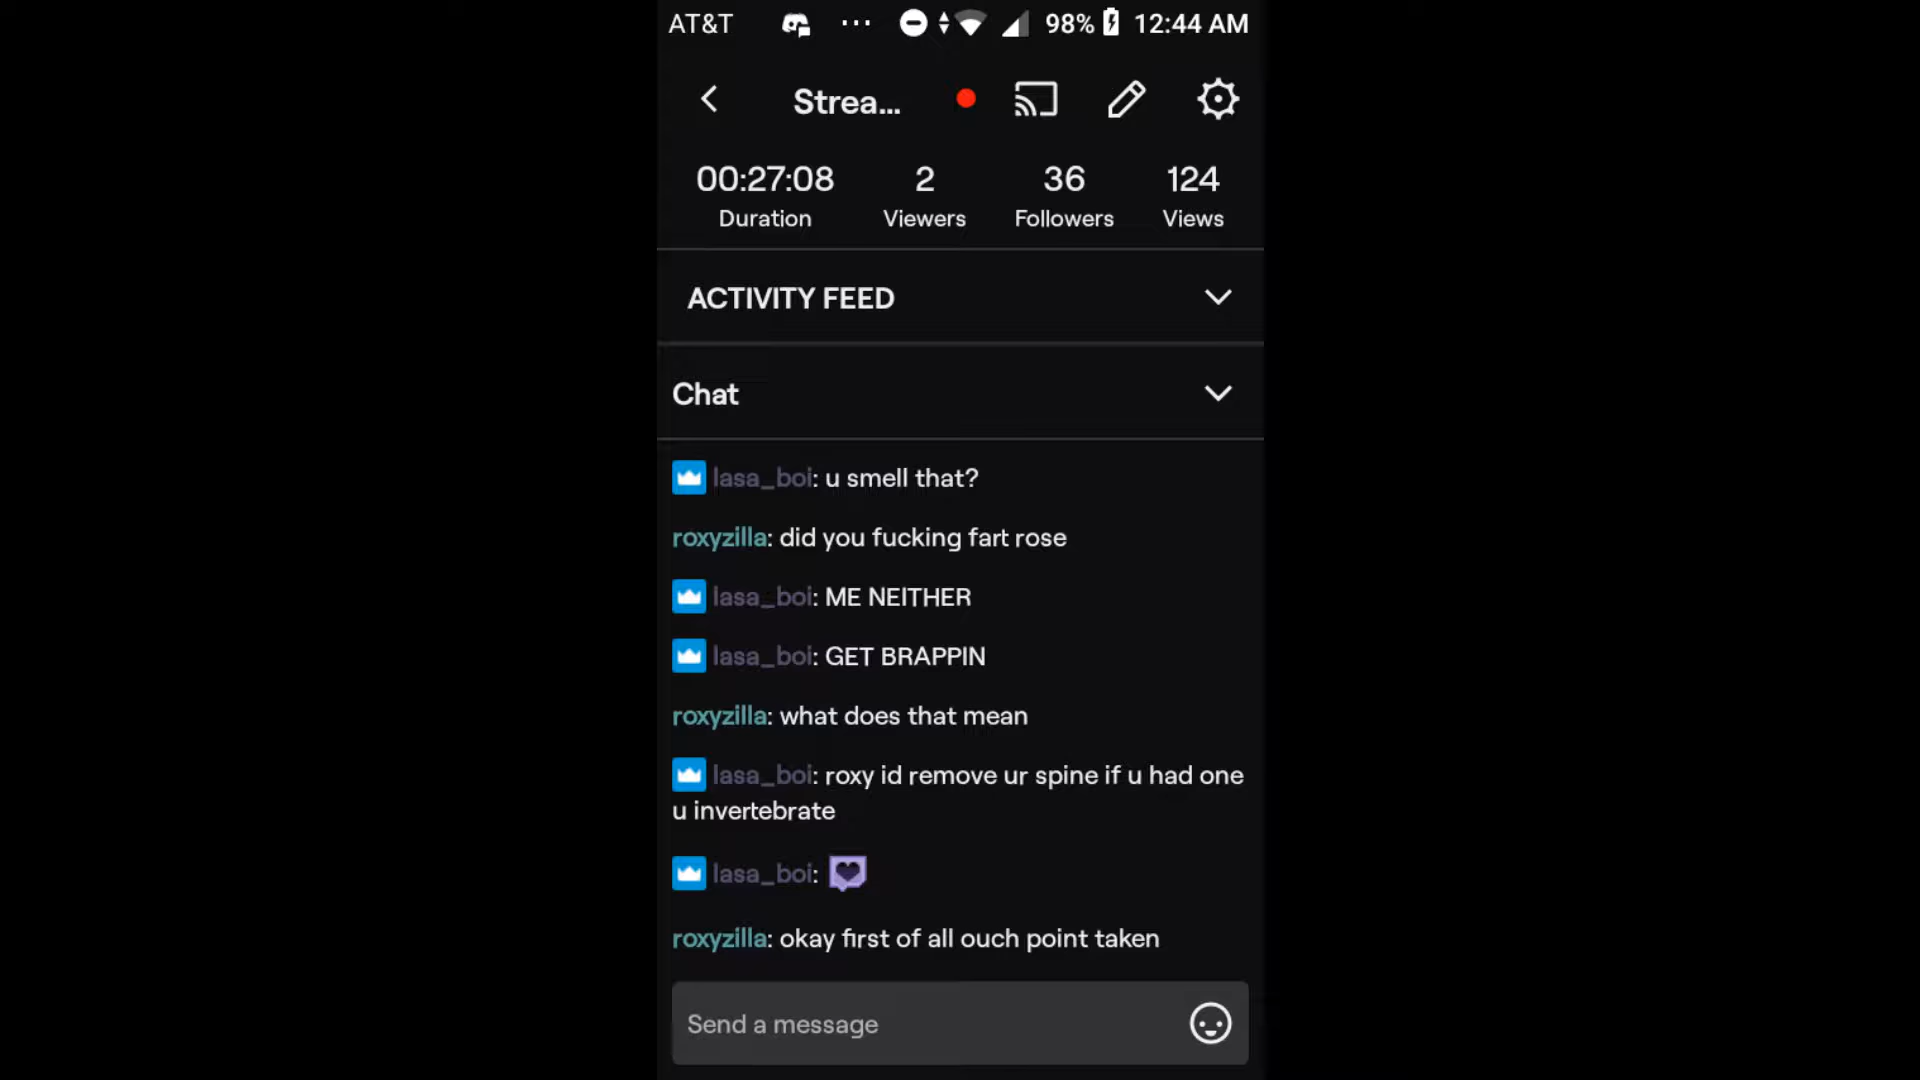 AT&T 98% 12:44 AM
Strea...
00:27:08 2 36 124
Duration Viewers Followers Views
ACTIVITY FEED
Chat
lasa_boi: u smell that?
roxyzilla: did you fucking fart rose
lasa_boi: ME NEITHER
lasa_boi: GET BRAPPIN
roxyzilla: what does that mean
lasa_boi: roxy id remove ur spine if u had one
u invertebrate
lasa_boi:
roxyzilla: okay first of all ouch point taken
Send a message